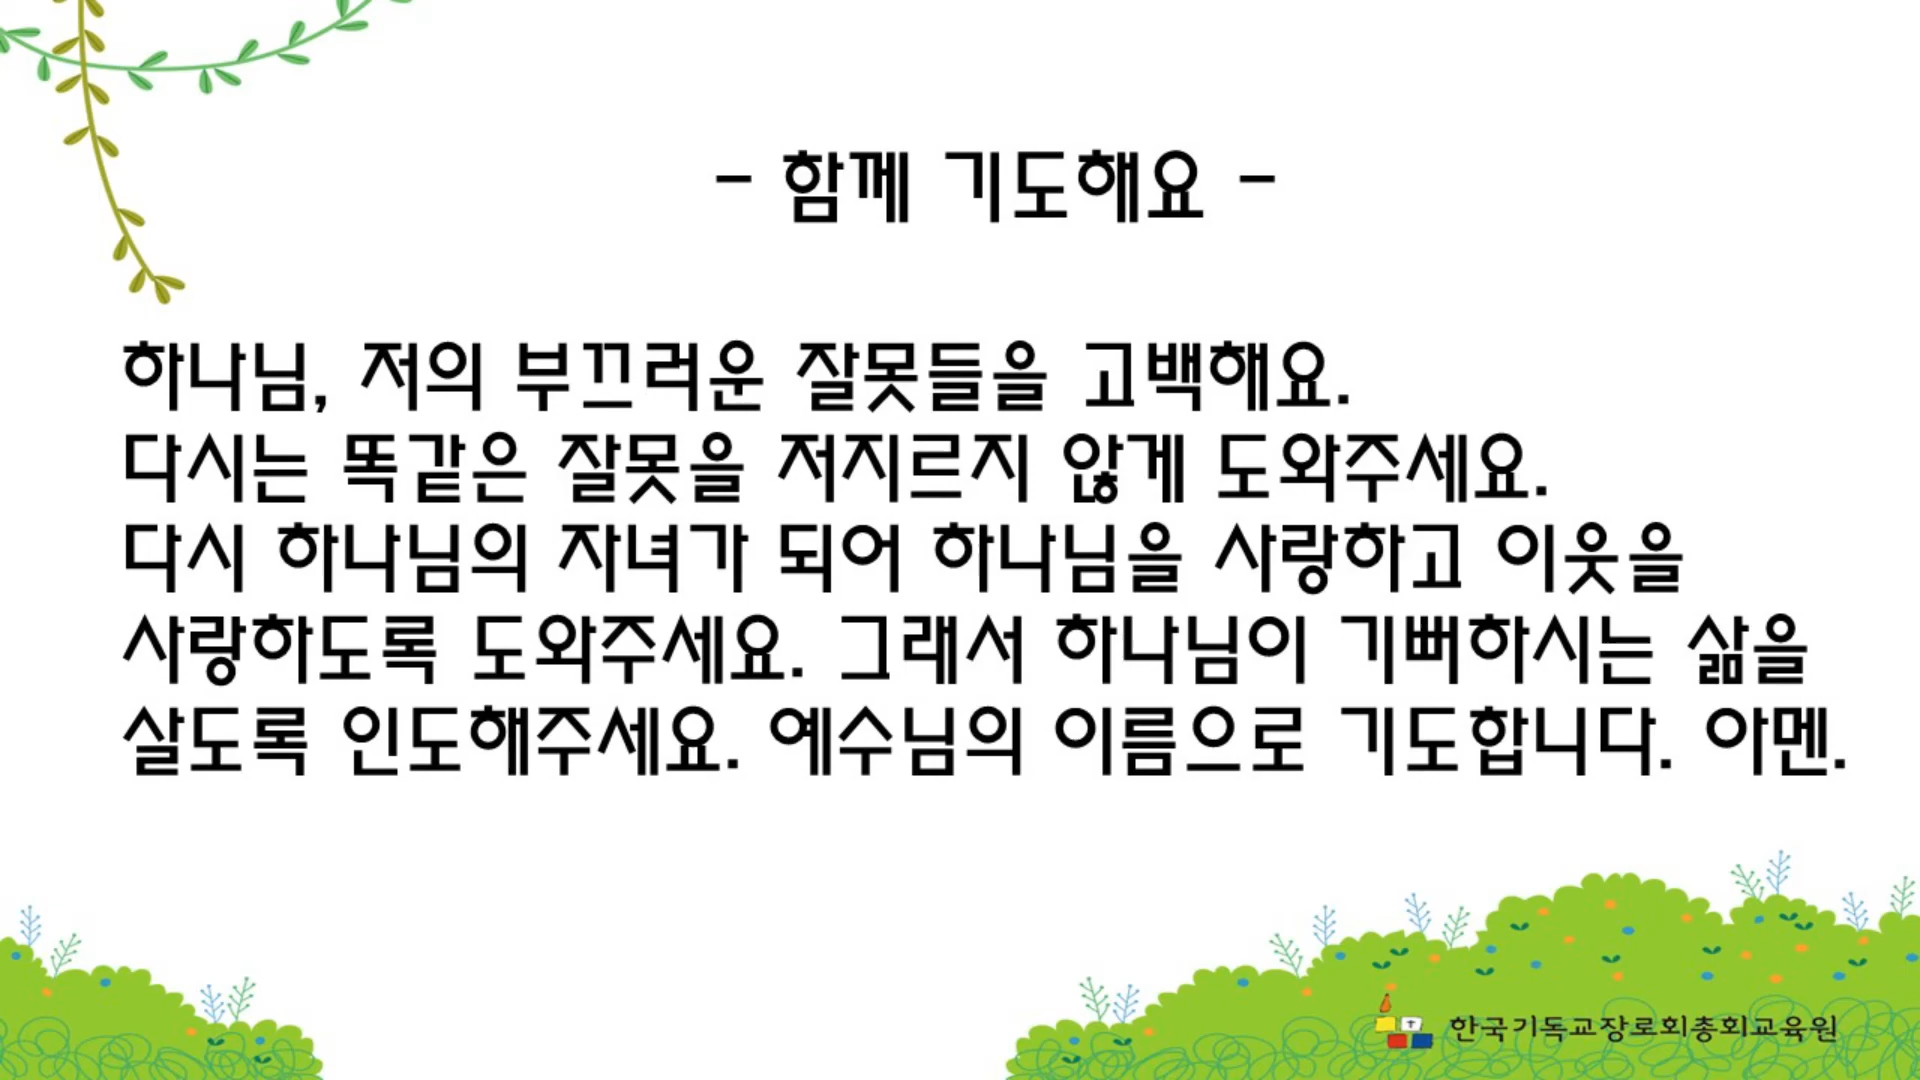 - 함께 기도해요 -
하나님, 저의 부끄러운 잘못들을 고백해요.
다시는 똑같은 잘못을 저지르지 않게 도와주세요.
다시 하나님의 자녀가 되어 하나님을 사랑하고 이웃을
사랑하도록 도와주세요. 그래서 하나님이 기뻐하시는 삶을
살도록 인도해주세요. 예수님의 이름으로 기도합니다. 아멘.
한국기독교장로회총회교육원